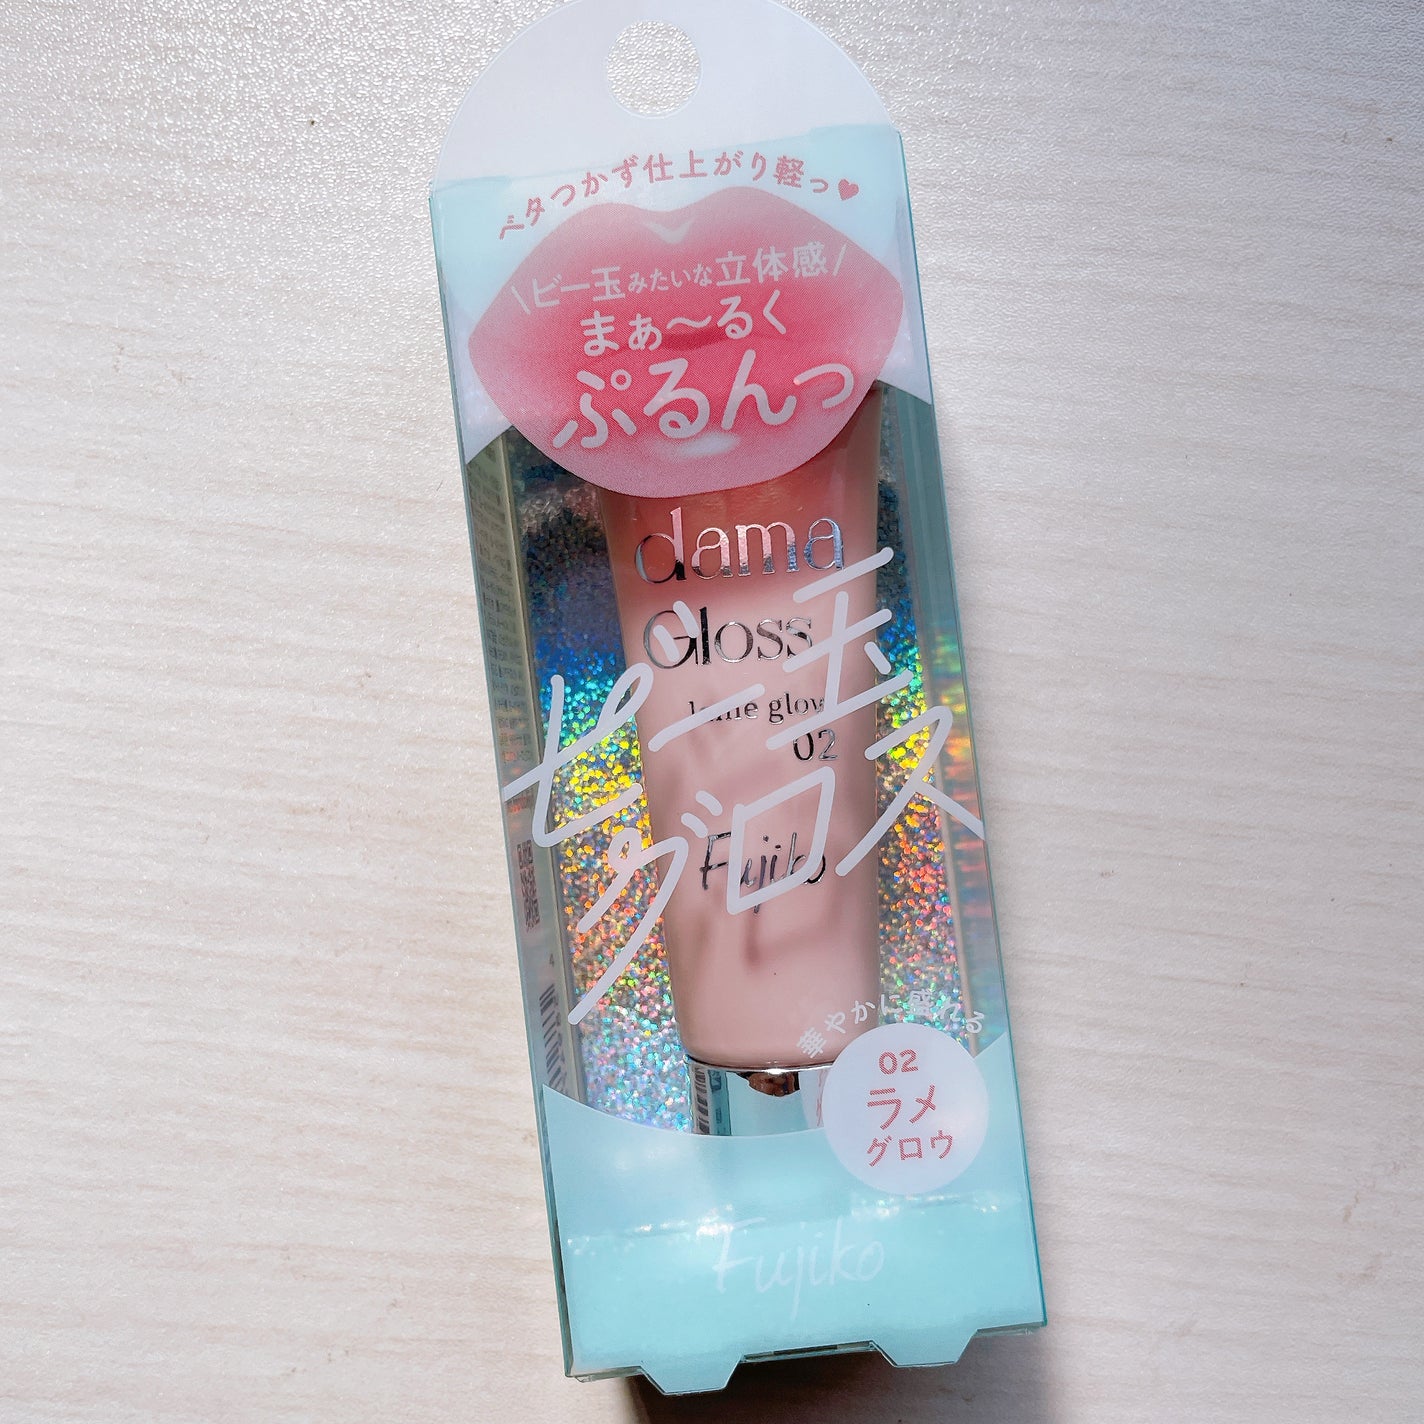 ベタつかず仕上がり軽っ♥
\ビー玉みたいな立体感/
まぁ〜るく
ぷるんっ
dama
Gloss
lame glow
02
ビー玉
グロス
Fujiko
華やかに盛れる
02
ラメ
グロウ
Fujiko